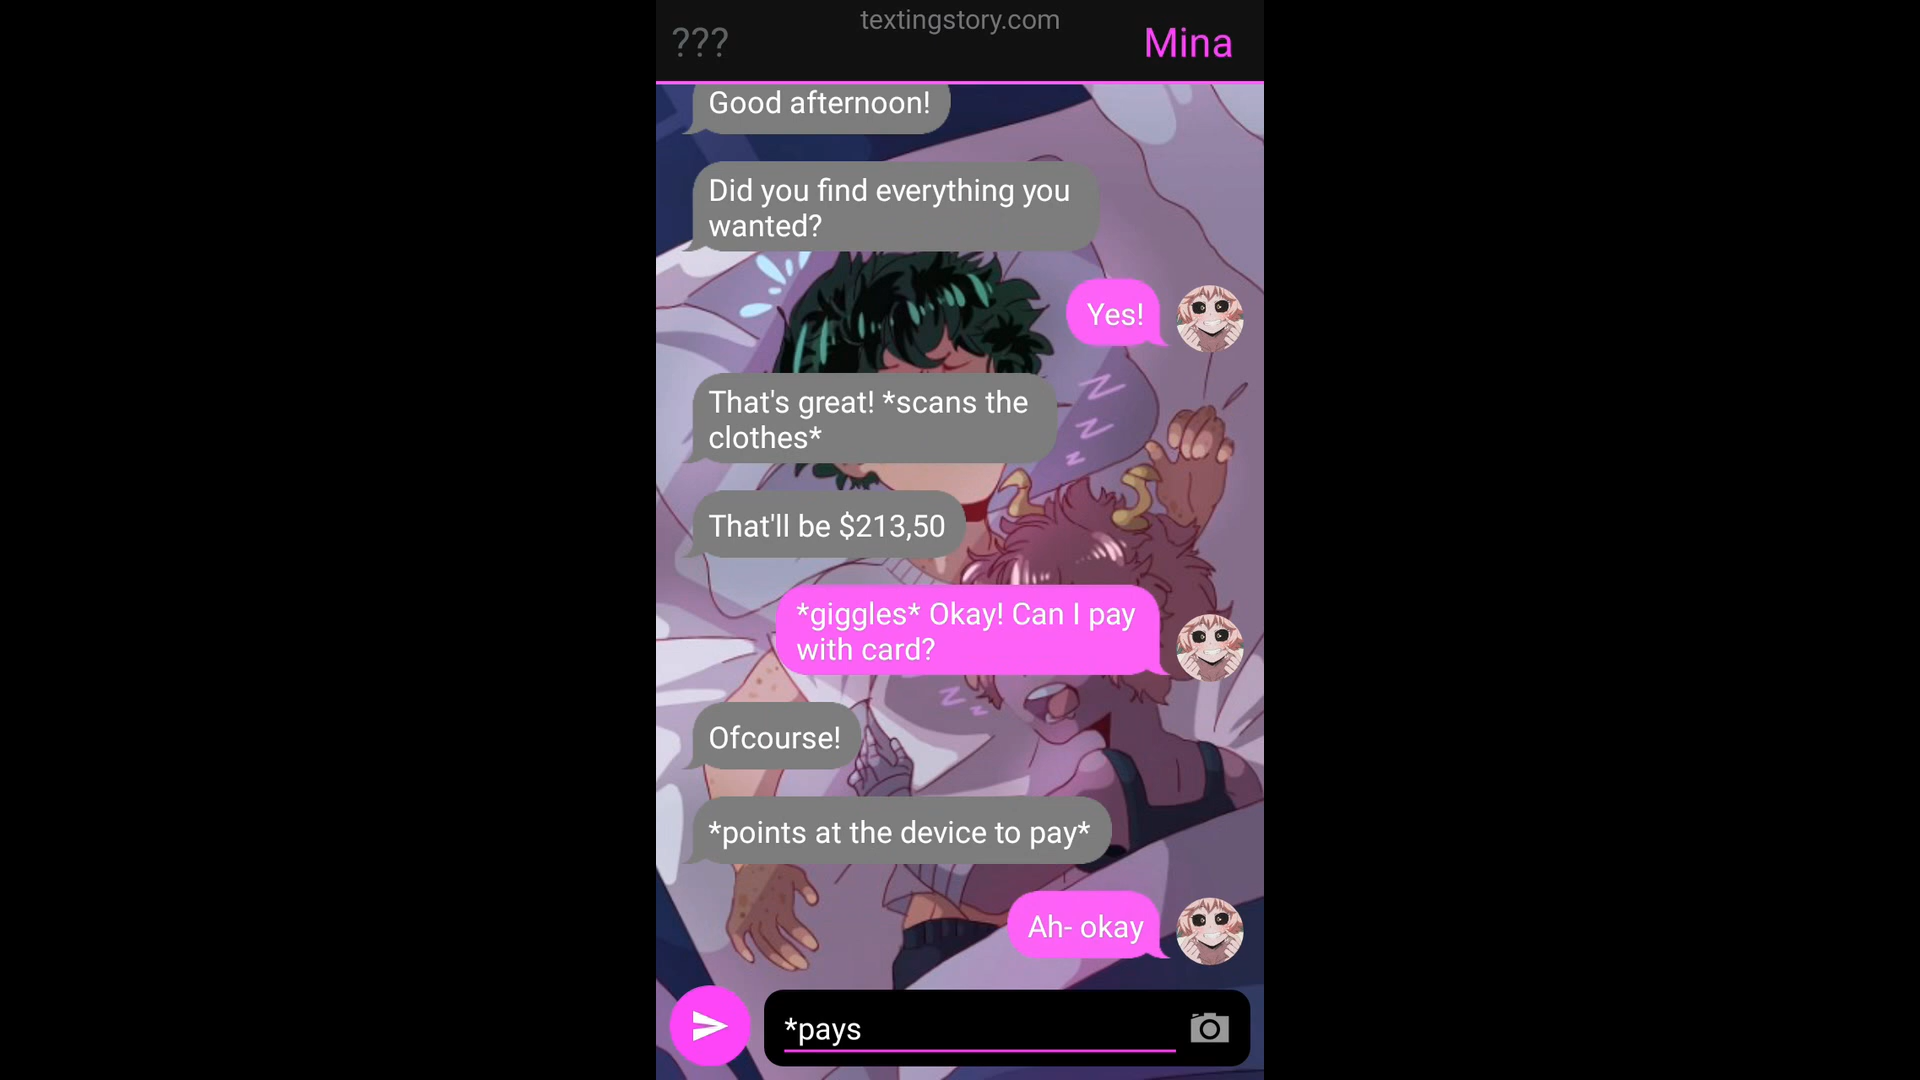 textingstory.com
??? Mina
Good afternoon!
Did you find everything you
wanted?
Yes!
That's great! *scans the
clothes*
That'll be $213,50
*giggles* Okay! Can I pay
with card?
Ofcourse!
*points at the device to pay*
Ah- okay
*pays
Z
Z
Z
Z
Z